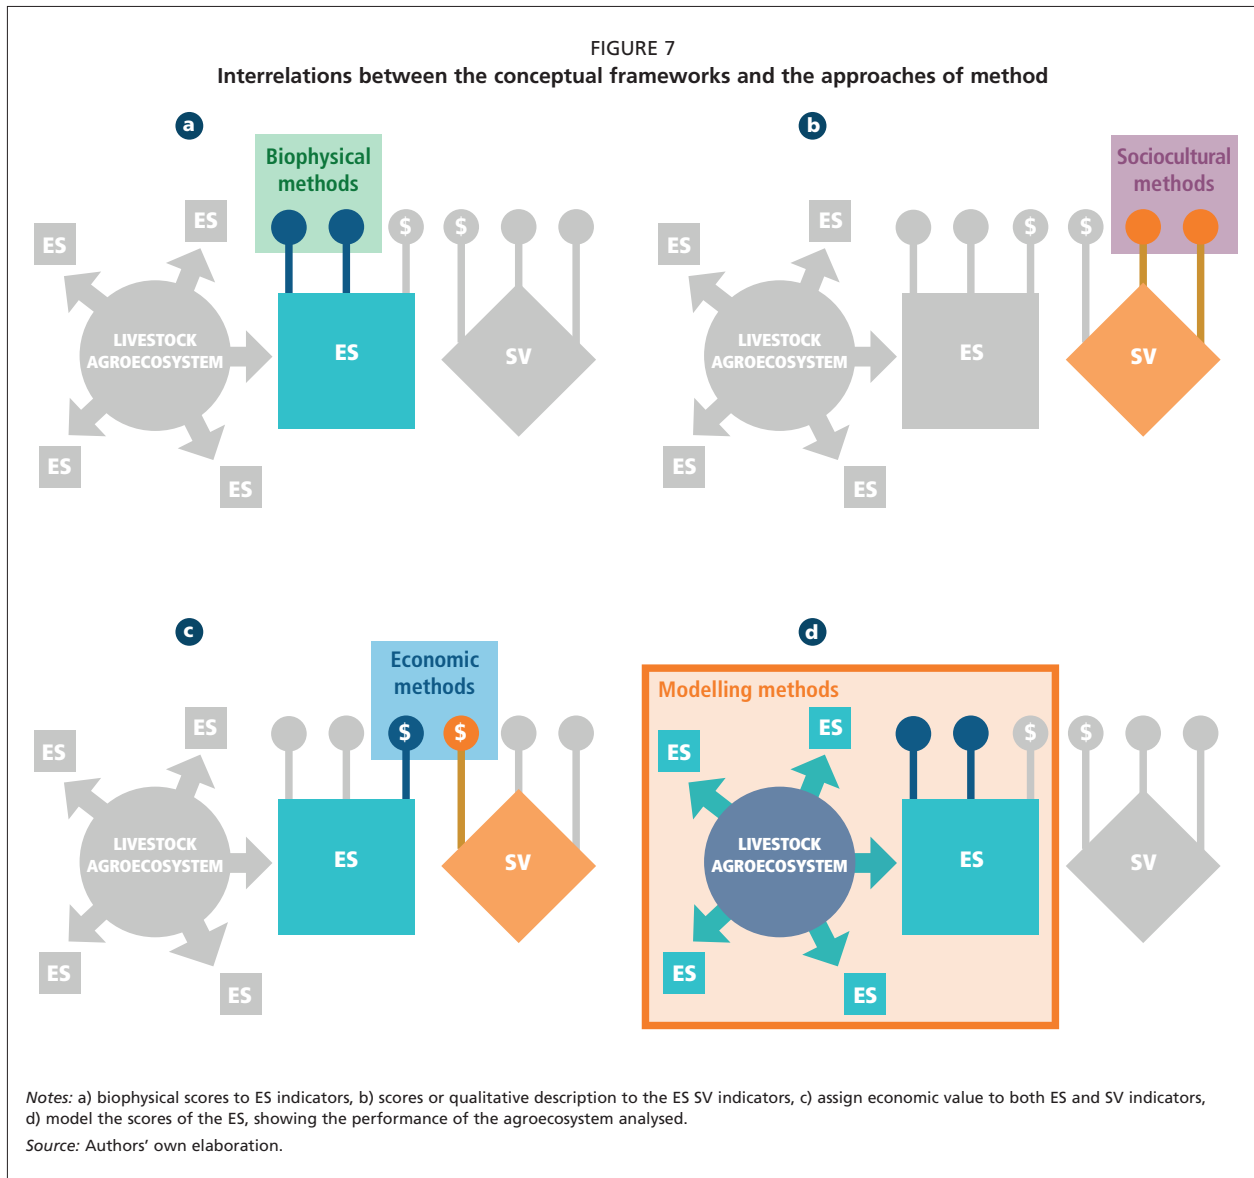 FIGURE 7
Interrelations between the conceptual frameworks and the approaches of method
a
Biophysical
methods
ES
ES
$
$
LIVESTOCK
AGROECOSYSTEM
ES
SV
ES
ES
b
Sociocultural
methods
ES
ES
$
$
LIVESTOCK
AGROECOSYSTEM
ES
SV
ES
ES
c
Economic
methods
ES
ES
$
$
LIVESTOCK
AGROECOSYSTEM
ES
SV
ES
ES
d
Modelling methods
ES
ES
$
$
LIVESTOCK
AGROECOSYSTEM
ES
SV
ES
ES
Notes: a) biophysical scores to ES indicators, b) scores or qualitative description to the ES SV indicators, c) assign economic value to both ES and SV indicators,
d) model the scores of the ES, showing the performance of the agroecosystem analysed.
Source: Authors' own elaboration.